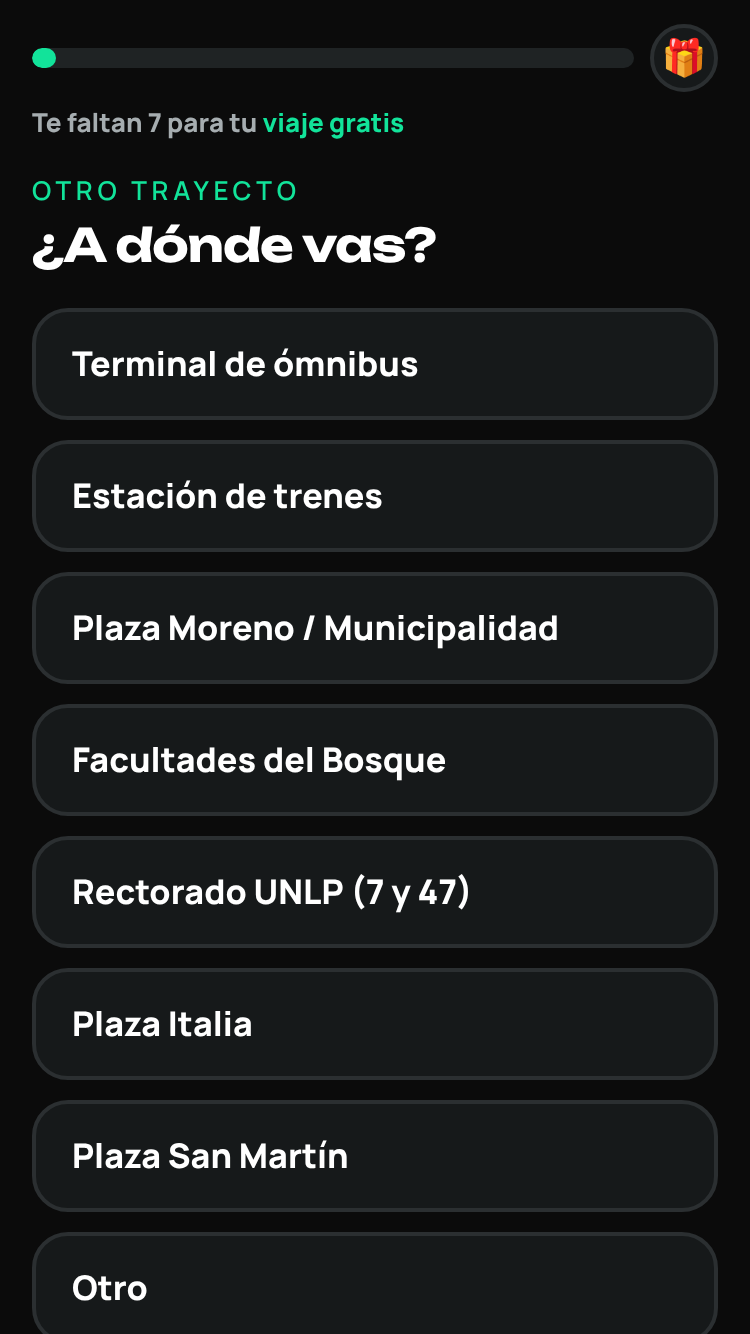 Te faltan 7 para tu viaje gratis
OTRO TRAYECTO
¿A dónde vas?
Terminal de ómnibus
Estación de trenes
Plaza Moreno / Municipalidad
Facultades del Bosque
Rectorado UNLP (7 y 47)
Plaza Italia
Plaza San Martín
Otro